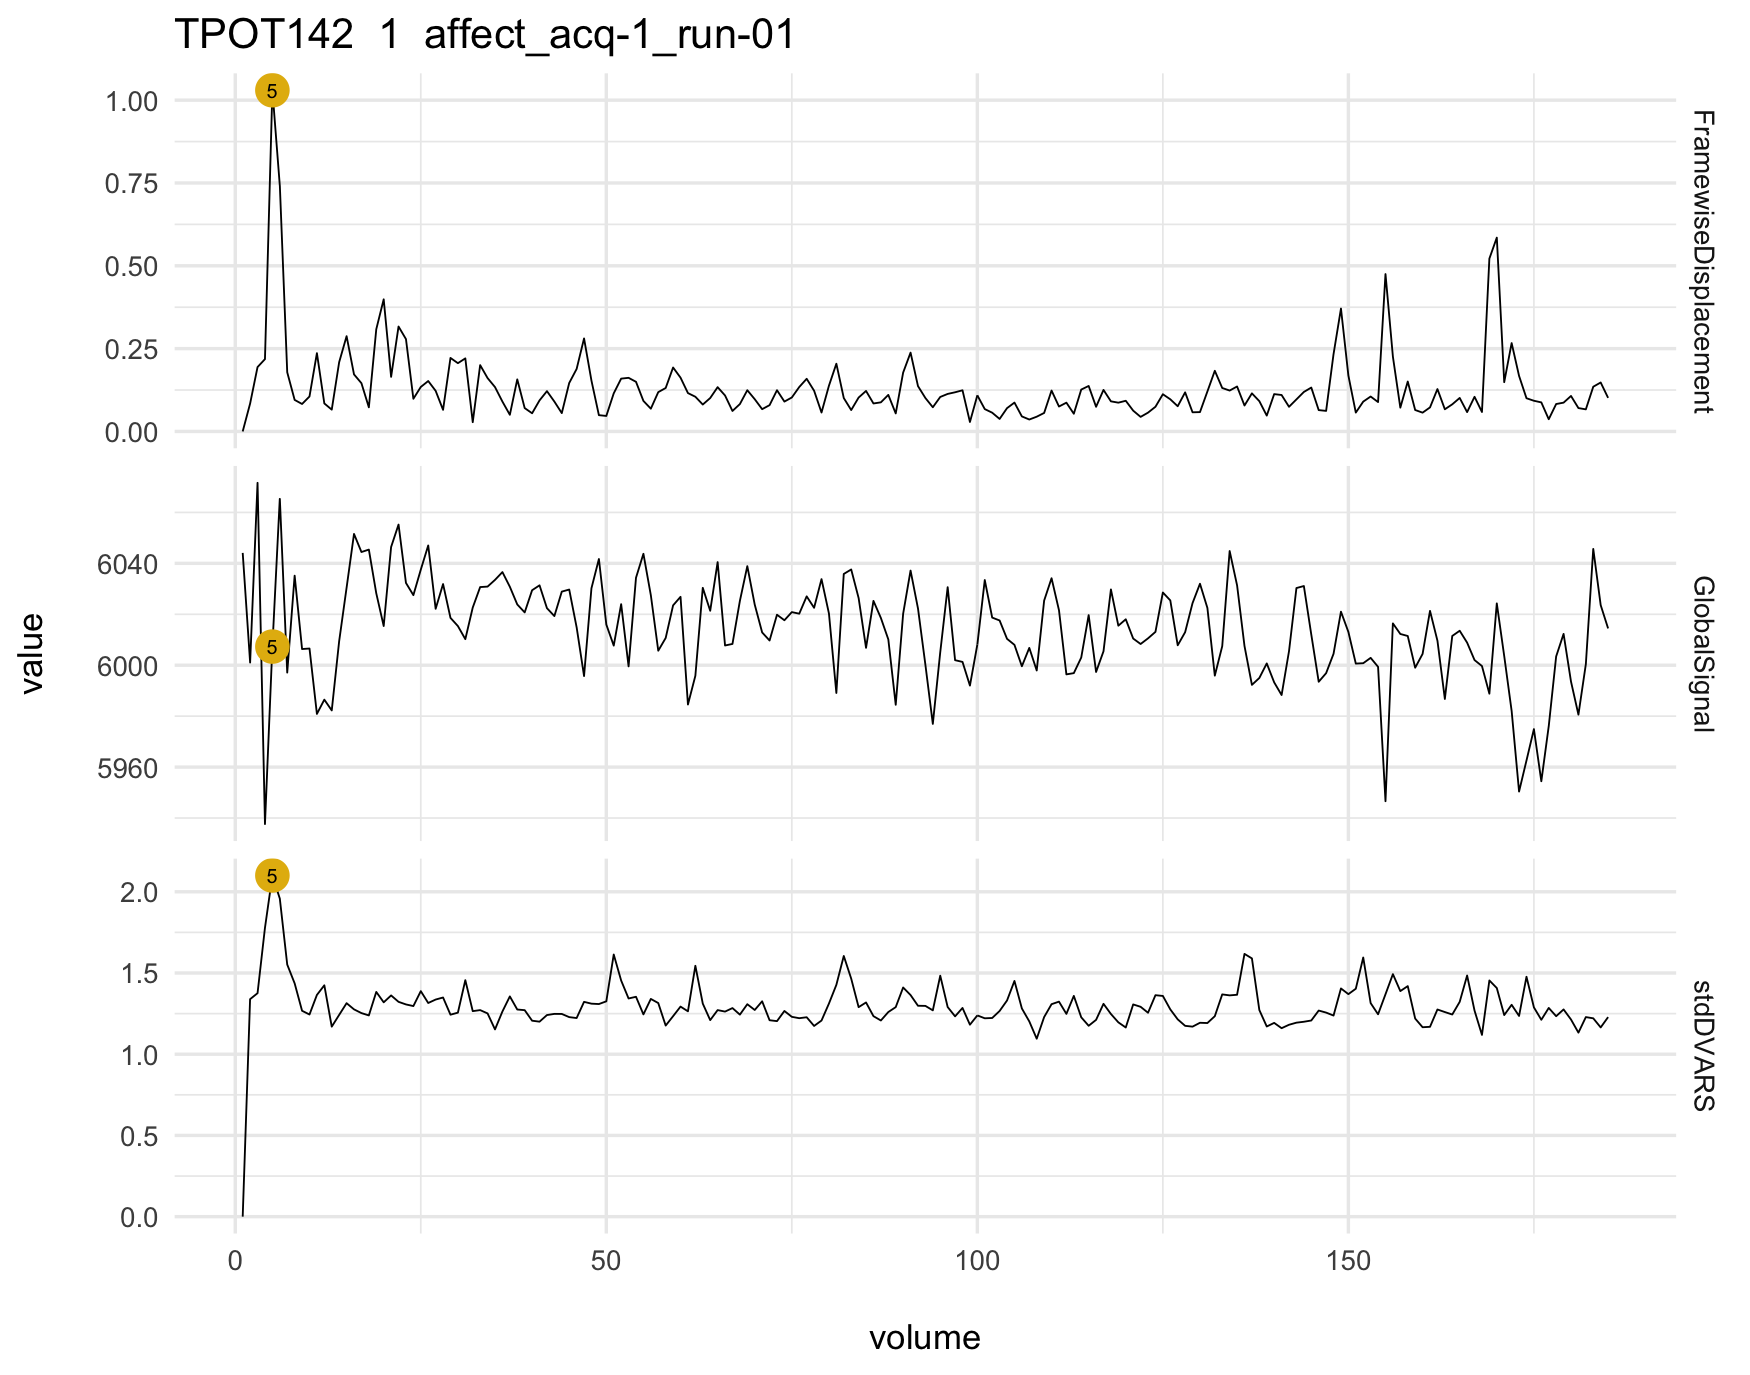 TPOT142 1 affect_acq-1_run-01
5
1.00
0.75
0.50
0.25
0.00
FramewiseDisplacement
value
6040
6000
5960
5
GlobalSignal
5
2.0
1.5
1.0
0.5
0.0
stdDVARS
0 50 100 150
volume